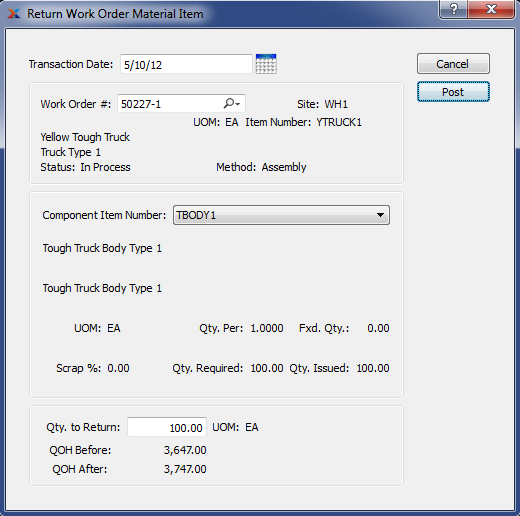 Return Work Order Material Item
Transaction Date: 5/10/12
Cancel
Post
Work Order #: 50227-1 Site: WH1
UOM: EA Item Number: YTRUCK1
Yellow Tough Truck
Truck Type 1
Status: In Process Method: Assembly
Component Item Number: TBODY1
Tough Truck Body Type 1
Tough Truck Body Type 1
UOM: EA Qty. Per: 1.0000 Fxd. Qty.: 0.00
Scrap %: 0.00 Qty. Required: 100.00 Qty. Issued: 100.00
Qty. to Return: 100.00 UOM: EA
QOH Before: 3,647.00
QOH After: 3,747.00